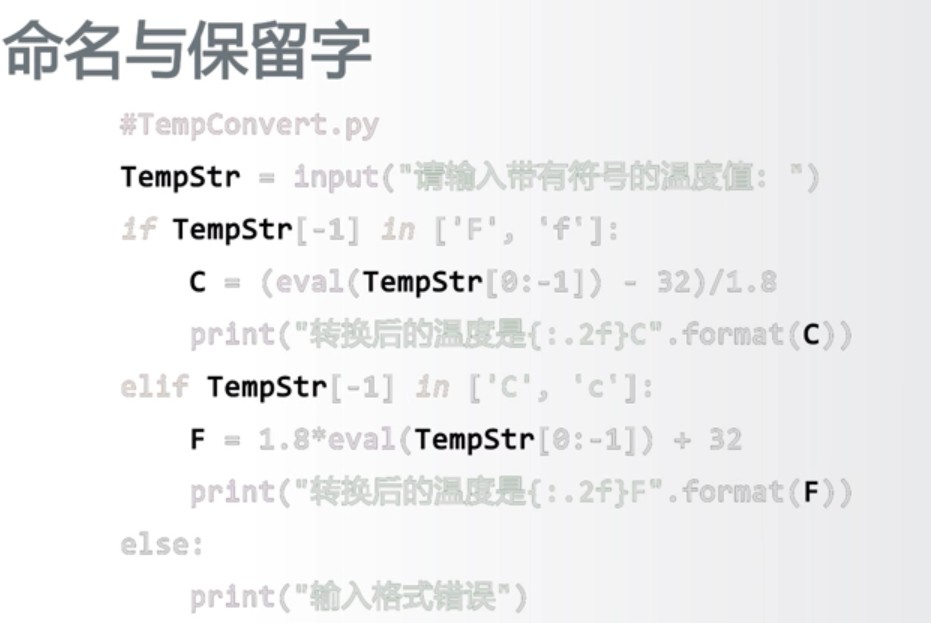 命名与保留字
#TempConvert.py
TempStr = input("请输入带有符号的温度值: ")
if TempStr[-1] in ['F', 'f']:
    C = (eval(TempStr[0:-1]) - 32)/1.8
    print("转换后的温度是{:.2f}C".format(C))
elif TempStr[-1] in ['C', 'c']:
    F = 1.8*eval(TempStr[0:-1]) + 32
    print("转换后的温度是{:.2f}F".format(F))
else:
    print("输入格式错误")